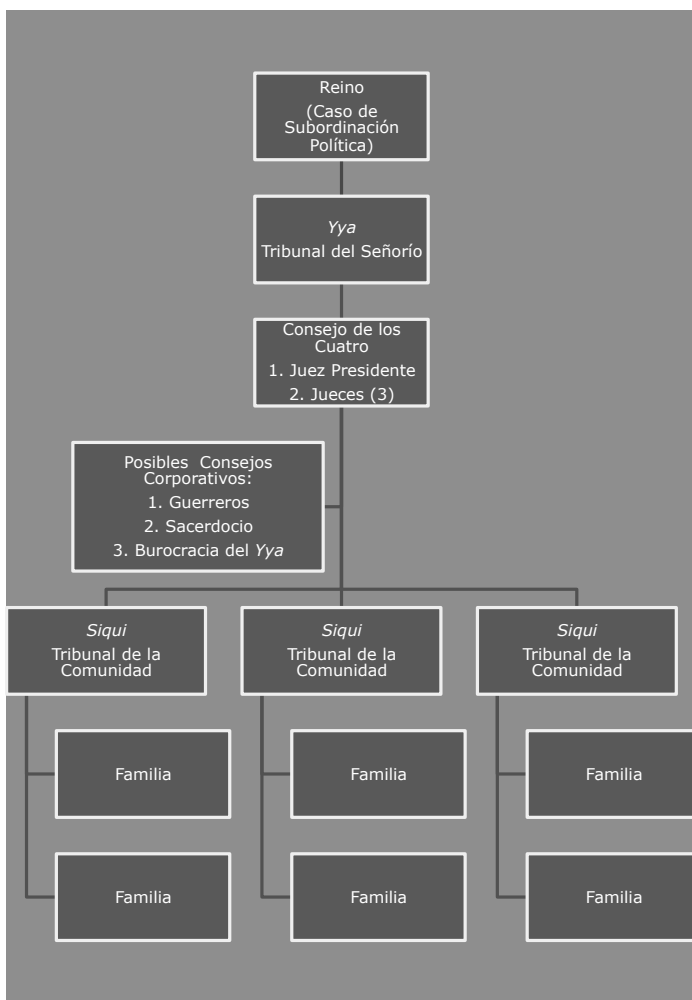 Reino
(Caso de
Subordinación
Política)
Yya
Tribunal del Señorío
Consejo de los
Cuatro
1. Juez Presidente
2. Jueces (3)
Posibles Consejos
Corporativos:
1. Guerreros
2. Sacerdocio
3. Burocracia del Yya
Siqui
Tribunal de la
Comunidad
Siqui
Tribunal de la
Comunidad
Siqui
Tribunal de la
Comunidad
Familia
Familia
Familia
Familia
Familia
Familia